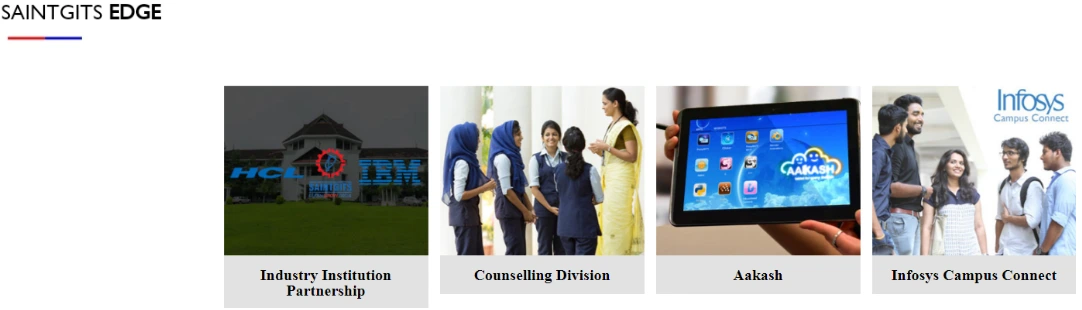 SAINTGITS EDGE
HCL
SAINTGITS
IBM
AAKASH
Infosys
Campus Connect
Industry Institution
Partnership
Counselling Division
Aakash
Infosys Campus Connect